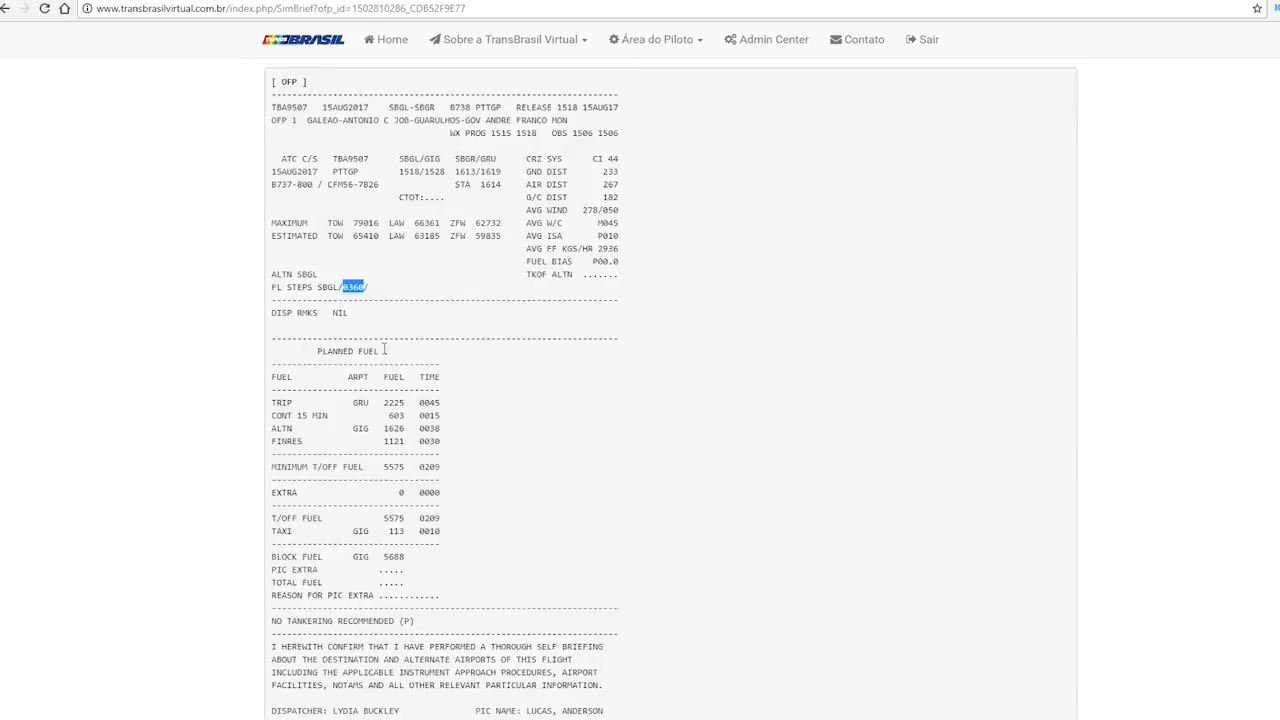 www.transbrasilvirtual.com.br/index.php/SimBrief?ofp_id=1502810286_CDB52F9E77
BRASIL Home Sobre a TransBrasil Virtual Área do Piloto Admin Center Contato Sair
[ OFP ]
--------------------------------------------------------------------
TBA9507 15AUG2017 SBGL-SBGR B738 PTTGP RELEASE 1518 15AUG17
OFP 1 GALEAO-ANTONIO C JOB-GUARULHOS-GOV ANDRE FRANCO MON
WX PROG 1515 1518 OBS 1506 1506
ATC C/S TBA9507 SBGL/GIG SBGR/GRU CRZ SYS CI 44
15AUG2017 PTTGP 1518/1528 1613/1619 GND DIST 233
B737-800 / CFM56-7B26 STA 1614 AIR DIST 267
CTOT:.... G/C DIST 182
AVG WIND 278/050
MAXIMUM TOW 79016 LAW 66361 ZFW 62732 AVG W/C M045
ESTIMATED TOW 65410 LAW 63185 ZFW 59835 AVG ISA P010
AVG FF KGS/HR 2936
FUEL BIAS P00.0
ALTN SBGL TKOF ALTN .......
FL STEPS SBGL/0360/
--------------------------------------------------------------------
DISP RMKS NIL
--------------------------------------------------------------------
PLANNED FUEL
---------------------------------
FUEL ARPT FUEL TIME
---------------------------------
TRIP GRU 2225 0045
CONT 15 MIN 603 0015
ALTN GIG 1626 0038
FINRES 1121 0030
---------------------------------
MINIMUM T/OFF FUEL 5575 0209
---------------------------------
EXTRA 0 0000
---------------------------------
T/OFF FUEL 5575 0209
TAXI GIG 113 0010
---------------------------------
BLOCK FUEL GIG 5688
PIC EXTRA .....
TOTAL FUEL .....
REASON FOR PIC EXTRA ............
--------------------------------------------------------------------
NO TANKERING RECOMMENDED (P)
--------------------------------------------------------------------
I HEREWITH CONFIRM THAT I HAVE PERFORMED A THOROUGH SELF BRIEFING
ABOUT THE DESTINATION AND ALTERNATE AIRPORTS OF THIS FLIGHT
INCLUDING THE APPLICABLE INSTRUMENT APPROACH PROCEDURES, AIRPORT
FACILITIES, NOTAMS AND ALL OTHER RELEVANT PARTICULAR INFORMATION.
DISPATCHER: LYDIA BUCKLEY PIC NAME: LUCAS, ANDERSON